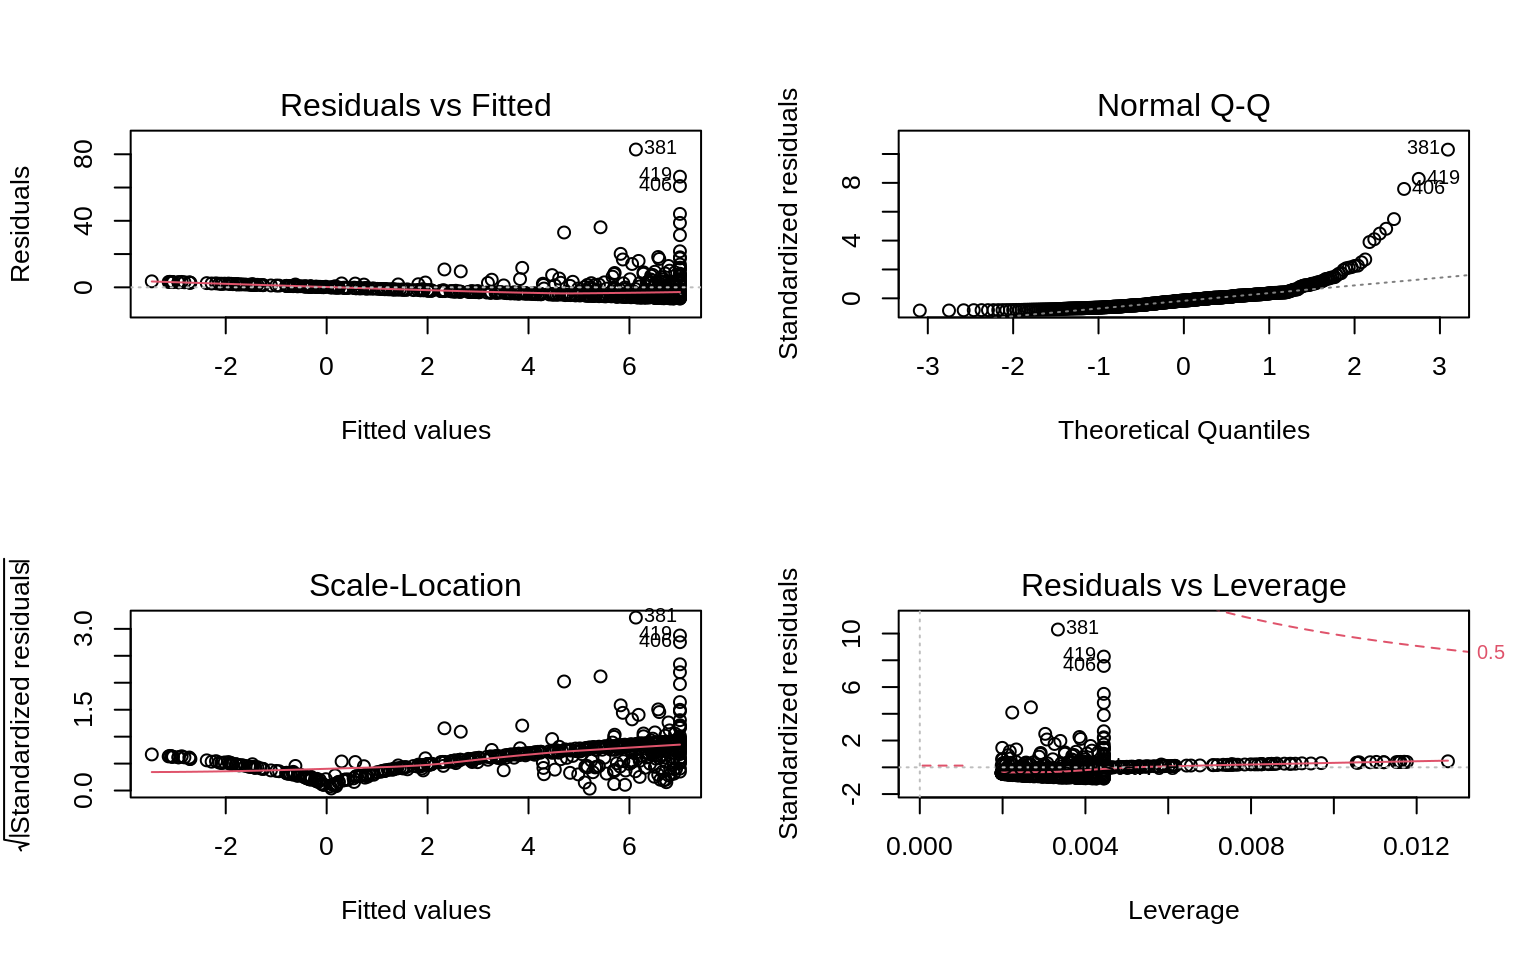 Residuals vs Fitted
Residuals
80
40
0
381
419
406
-2 0 2 4 6
Fitted values
Normal Q-Q
Standardized residuals
8
4
0
381
419
406
-3 -2 -1 0 1 2 3
Theoretical Quantiles
Scale-Location
√|Standardized residuals|
3.0
1.5
0.0
381
419
406
-2 0 2 4 6
Fitted values
Residuals vs Leverage
Standardized residuals
10
6
2
-2
381
419
406
0.5
0.000 0.004 0.008 0.012
Leverage